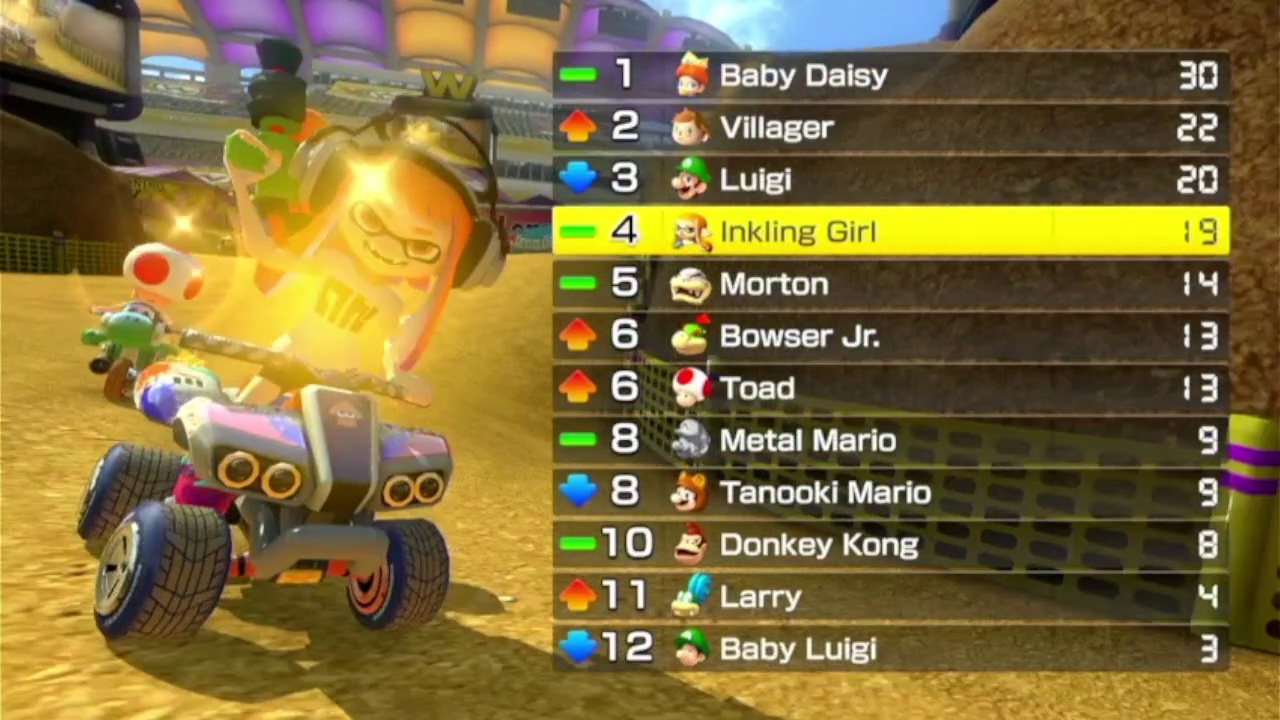 1 Baby Daisy 30
2 Villager 22
3 Luigi 20
4 Inkling Girl 19
5 Morton 14
6 Bowser Jr. 13
6 Toad 13
8 Metal Mario 9
8 Tanooki Mario 9
10 Donkey Kong 8
11 Larry 4
12 Baby Luigi 3